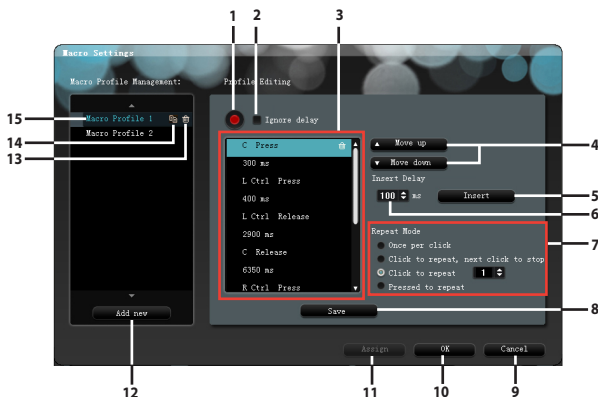 1 2 3
Macro Settings
Macro Profile Management: Profile Editing
15 Macro Profile 1
14 Macro Profile 2
13
Ignore delay
C Press
300 ms
L Ctrl Press
400 ms
L Ctrl Release
2900 ms
C Release
6350 ms
R Ctrl Press
Move up
4
Move down
Insert Delay
100 ms Insert 5
6
Repeat Mode
7
Once per click
Click to repeat, next click to stop
Click to repeat 1
Pressed to repeat
Add new Save 8
Assign OK Cancel
12 11 10 9